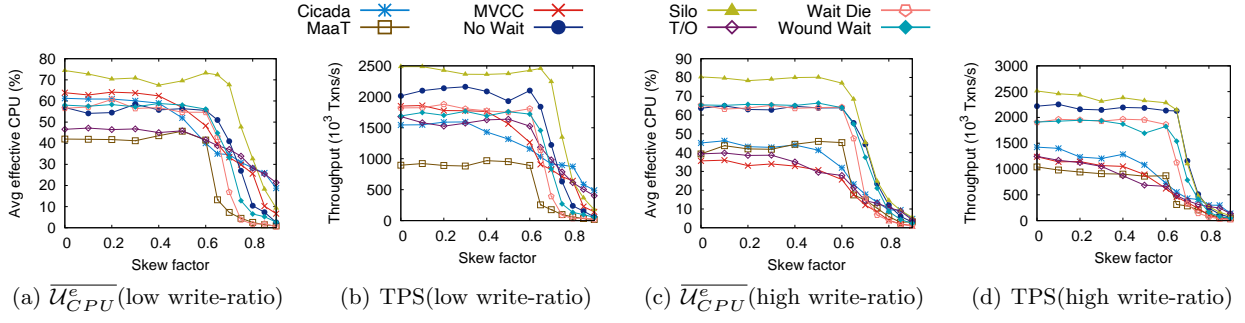 Cicada MVCC Silo Wait Die
MaaT No Wait T/O Wound Wait
Avg effective CPU (%)
80
70
60
50
40
30
20
10
0
0 0.2 0.4 0.6 0.8
Skew factor
(a) U^e_CPU(low write-ratio)
Throughput (10^3 Txns/s)
2500
2000
1500
1000
500
0
0 0.2 0.4 0.6 0.8
Skew factor
(b) TPS(low write-ratio)
Avg effective CPU (%)
90
80
70
60
50
40
30
20
10
0
0 0.2 0.4 0.6 0.8
Skew factor
(c) U^e_CPU(high write-ratio)
Throughput (10^3 Txns/s)
3000
2500
2000
1500
1000
500
0
0 0.2 0.4 0.6 0.8
Skew factor
(d) TPS(high write-ratio)